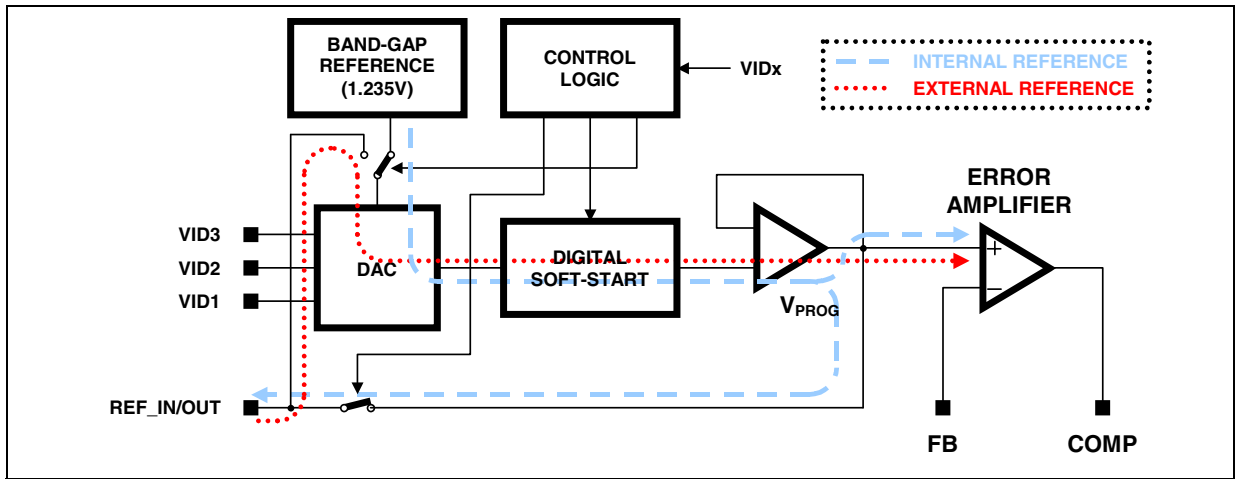 BAND-GAP
REFERENCE
(1.235V)
CONTROL
LOGIC
VIDx
INTERNAL REFERENCE
EXTERNAL REFERENCE
ERROR
AMPLIFIER
VID3
VID2
VID1
DAC
DIGITAL
SOFT-START
VPROG
+
−
REF_IN/OUT
FB
COMP